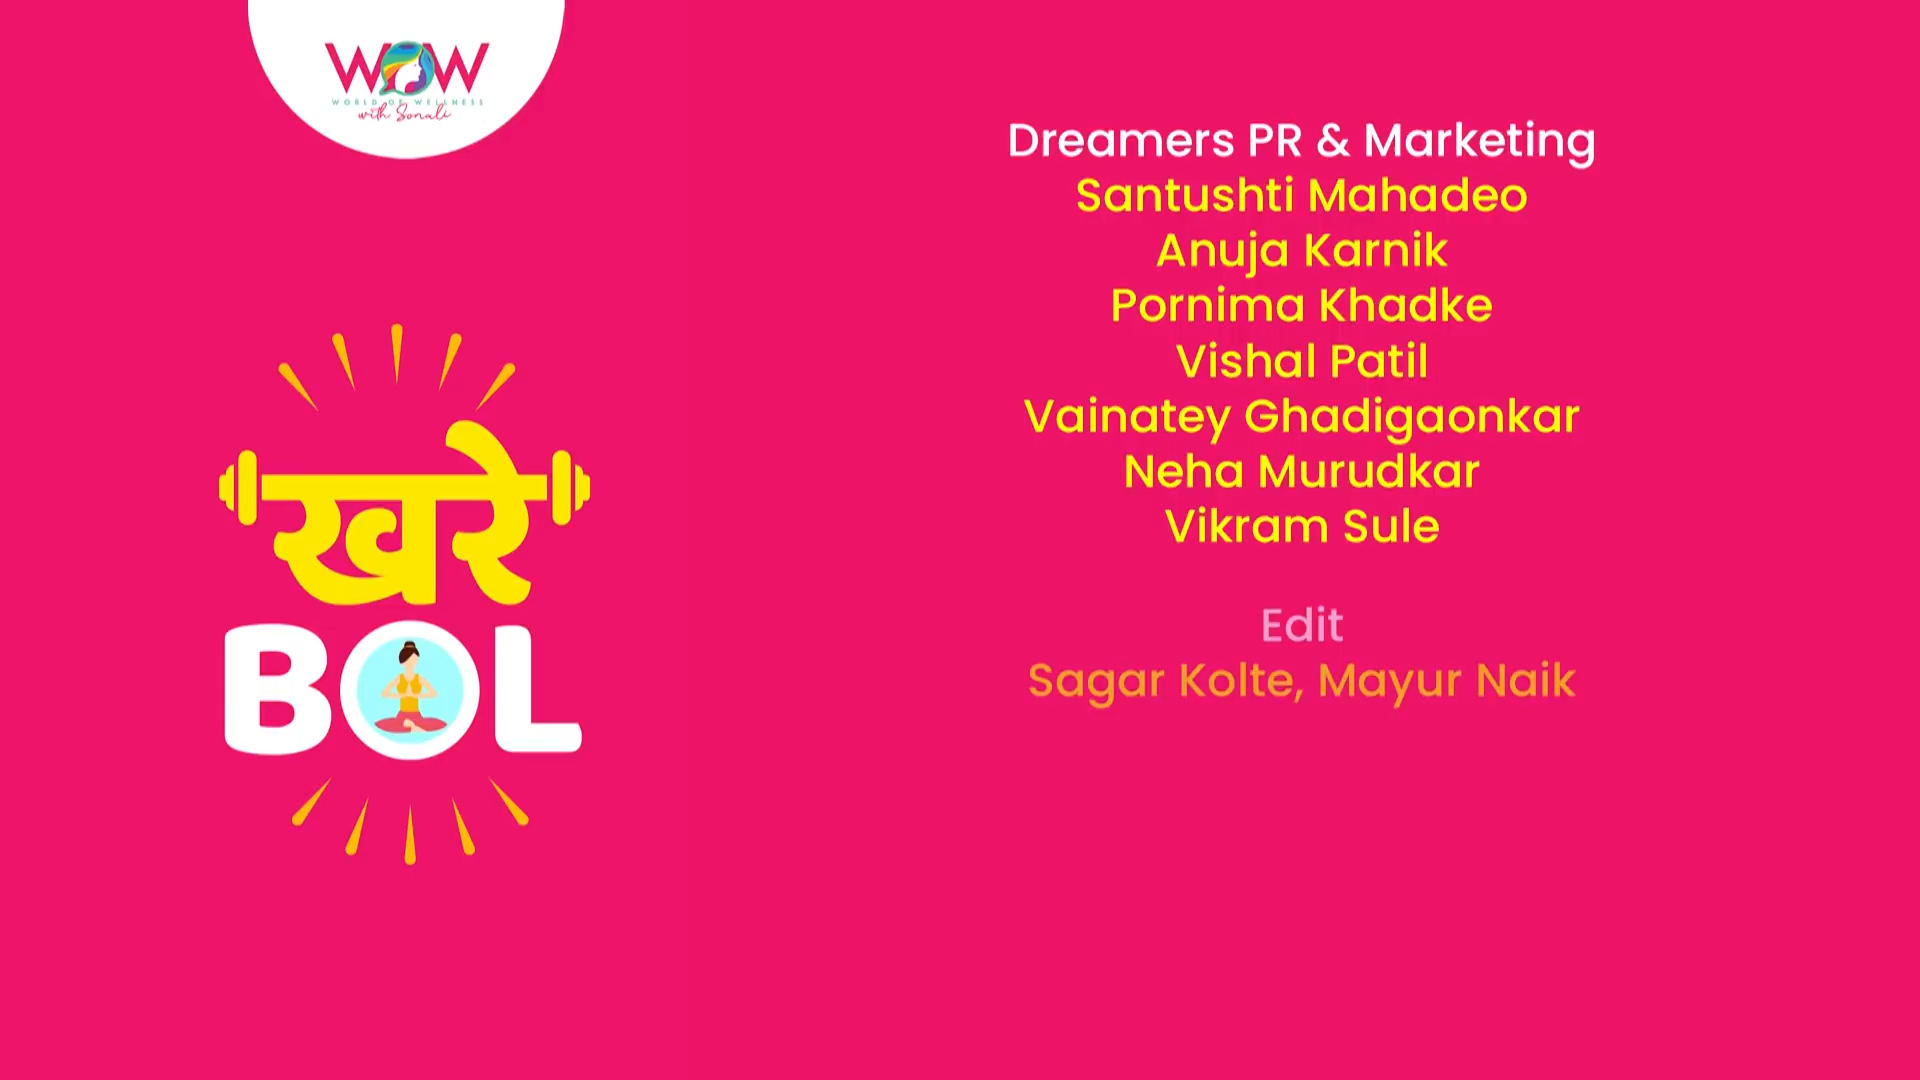 WOW
WORLD OF WELLNESS
with Sonali
खरे
BOL
Dreamers PR & Marketing
Santushti Mahadeo
Anuja Karnik
Pornima Khadke
Vishal Patil
Vainatey Ghadigaonkar
Neha Murudkar
Vikram Sule
Edit
Sagar Kolte, Mayur Naik